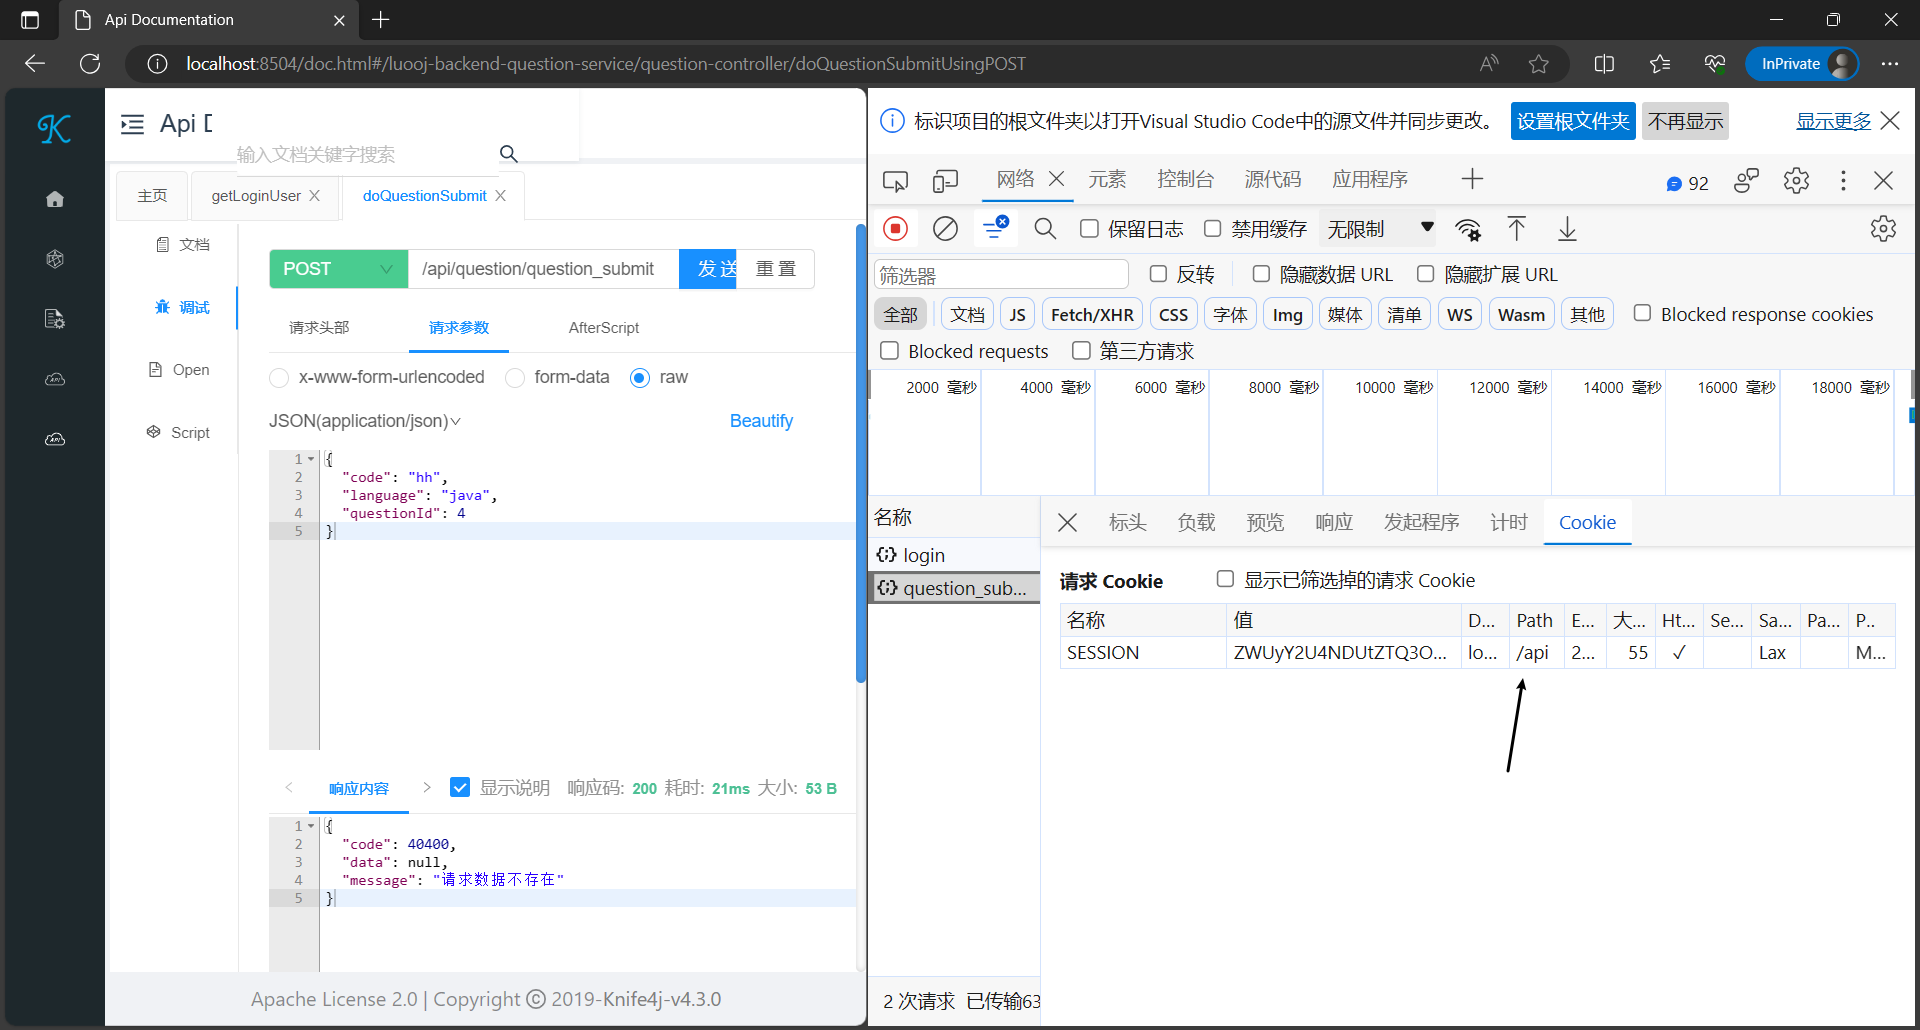 Api Documentation
localhost:8504/doc.html#/luooj-backend-question-service/question-controller/doQuestionSubmitUsingPOST
InPrivate
Api D
输入文档关键字搜索
主页
getLoginUser
doQuestionSubmit
文档
调试
Open
Script
POST
/api/question/question_submit
发 送
重 置
请求头部
请求参数
AfterScript
x-www-form-urlencoded
form-data
raw
JSON(application/json)
Beautify
1 {
2 "code": "hh",
3 "language": "java",
4 "questionId": 4
5 }
响应内容
显示说明
响应码: 200 耗时: 21ms 大小: 53 B
1 {
2 "code": 40400,
3 "data": null,
4 "message": "请求数据不存在"
5 }
Apache License 2.0 | Copyright © 2019-Knife4j-v4.3.0
标识项目的根文件夹以打开Visual Studio Code中的源文件并同步更改。
设置根文件夹
不再显示
显示更多
网络
元素
控制台
源代码
应用程序
92
保留日志
禁用缓存
无限制
筛选器
反转
隐藏数据 URL
隐藏扩展 URL
全部
文档
JS
Fetch/XHR
CSS
字体
Img
媒体
清单
WS
Wasm
其他
Blocked response cookies
Blocked requests
第三方请求
2000 毫秒
4000 毫秒
6000 毫秒
8000 毫秒
10000 毫秒
12000 毫秒
14000 毫秒
16000 毫秒
18000 毫秒
名称
login
question_sub...
标头
负载
预览
响应
发起程序
计时
Cookie
请求 Cookie
显示已筛选掉的请求 Cookie
名称 值 D... Path E... 大... Ht... Se... Sa... Pa... P..
SESSION ZWUyY2U4NDUtZTQ3O... lo... /api 2... 55 ✓ Lax M...
2 次请求 已传输63